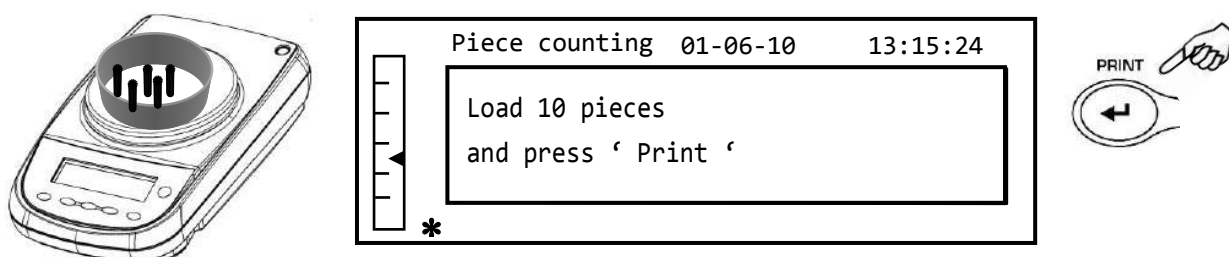 Piece counting 01-06-10 13:15:24
Load 10 pieces
and press ‘ Print ‘
*
PRINT